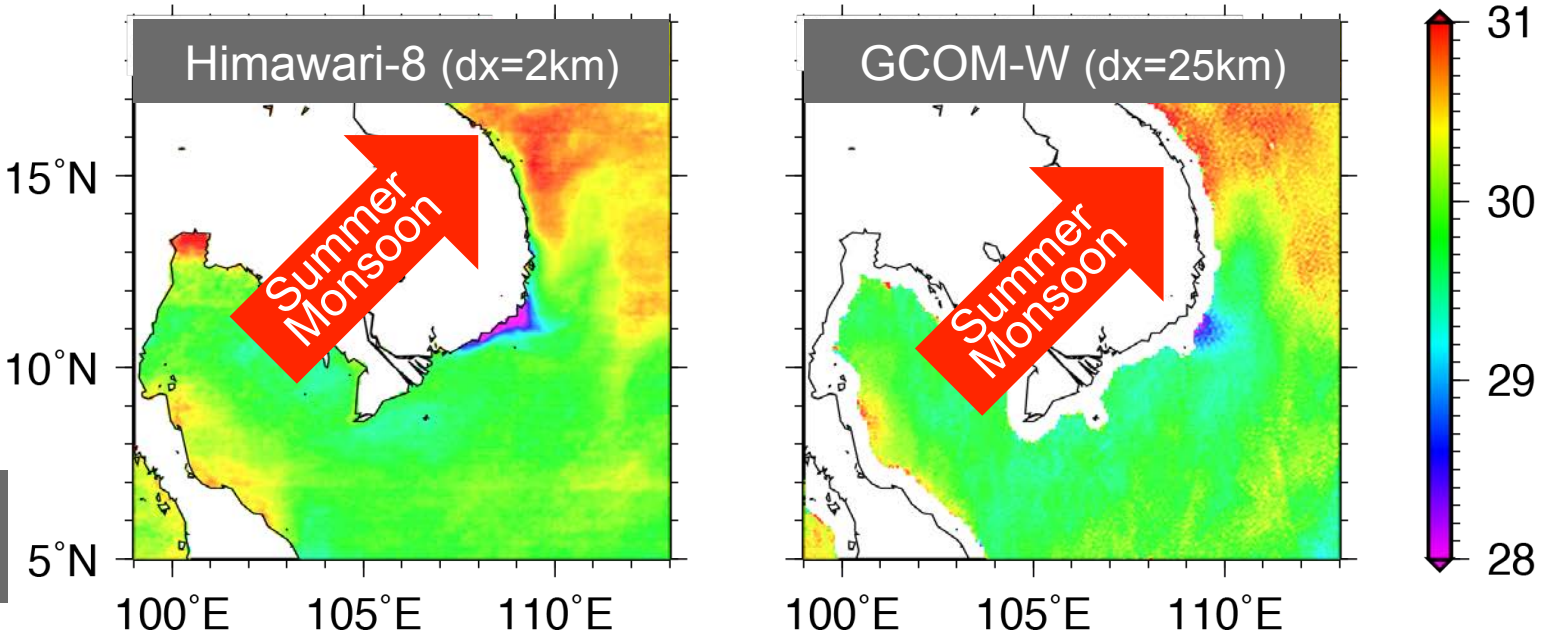 Himawari-8 (dx=2km)
GCOM-W (dx=25km)
Summer
Monsoon
Summer
Monsoon
15°N
10°N
5°N
100°E
105°E
110°E
100°E
105°E
110°E
31
30
29
28